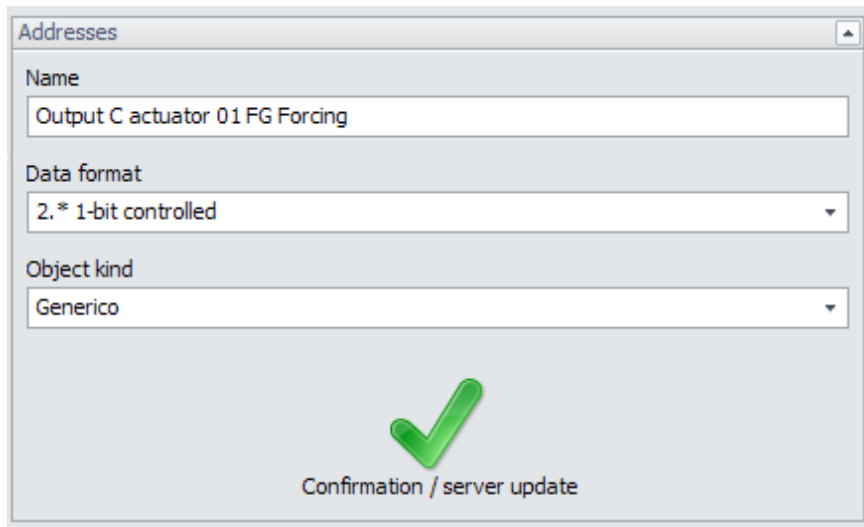 Addresses
Name
Output C actuator 01 FG Forcing
Data format
2.* 1-bit controlled
Object kind
Generico
Confirmation / server update